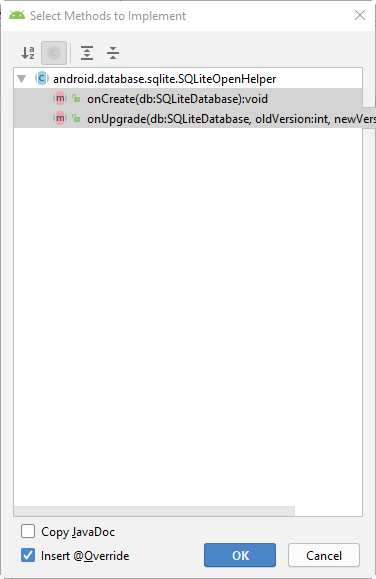 Select Methods to Implement
android.database.sqlite.SQLiteOpenHelper
onCreate(db:SQLiteDatabase):void
onUpgrade(db:SQLiteDatabase, oldVersion:int, newVers
Copy JavaDoc
Insert @Override
OK
Cancel